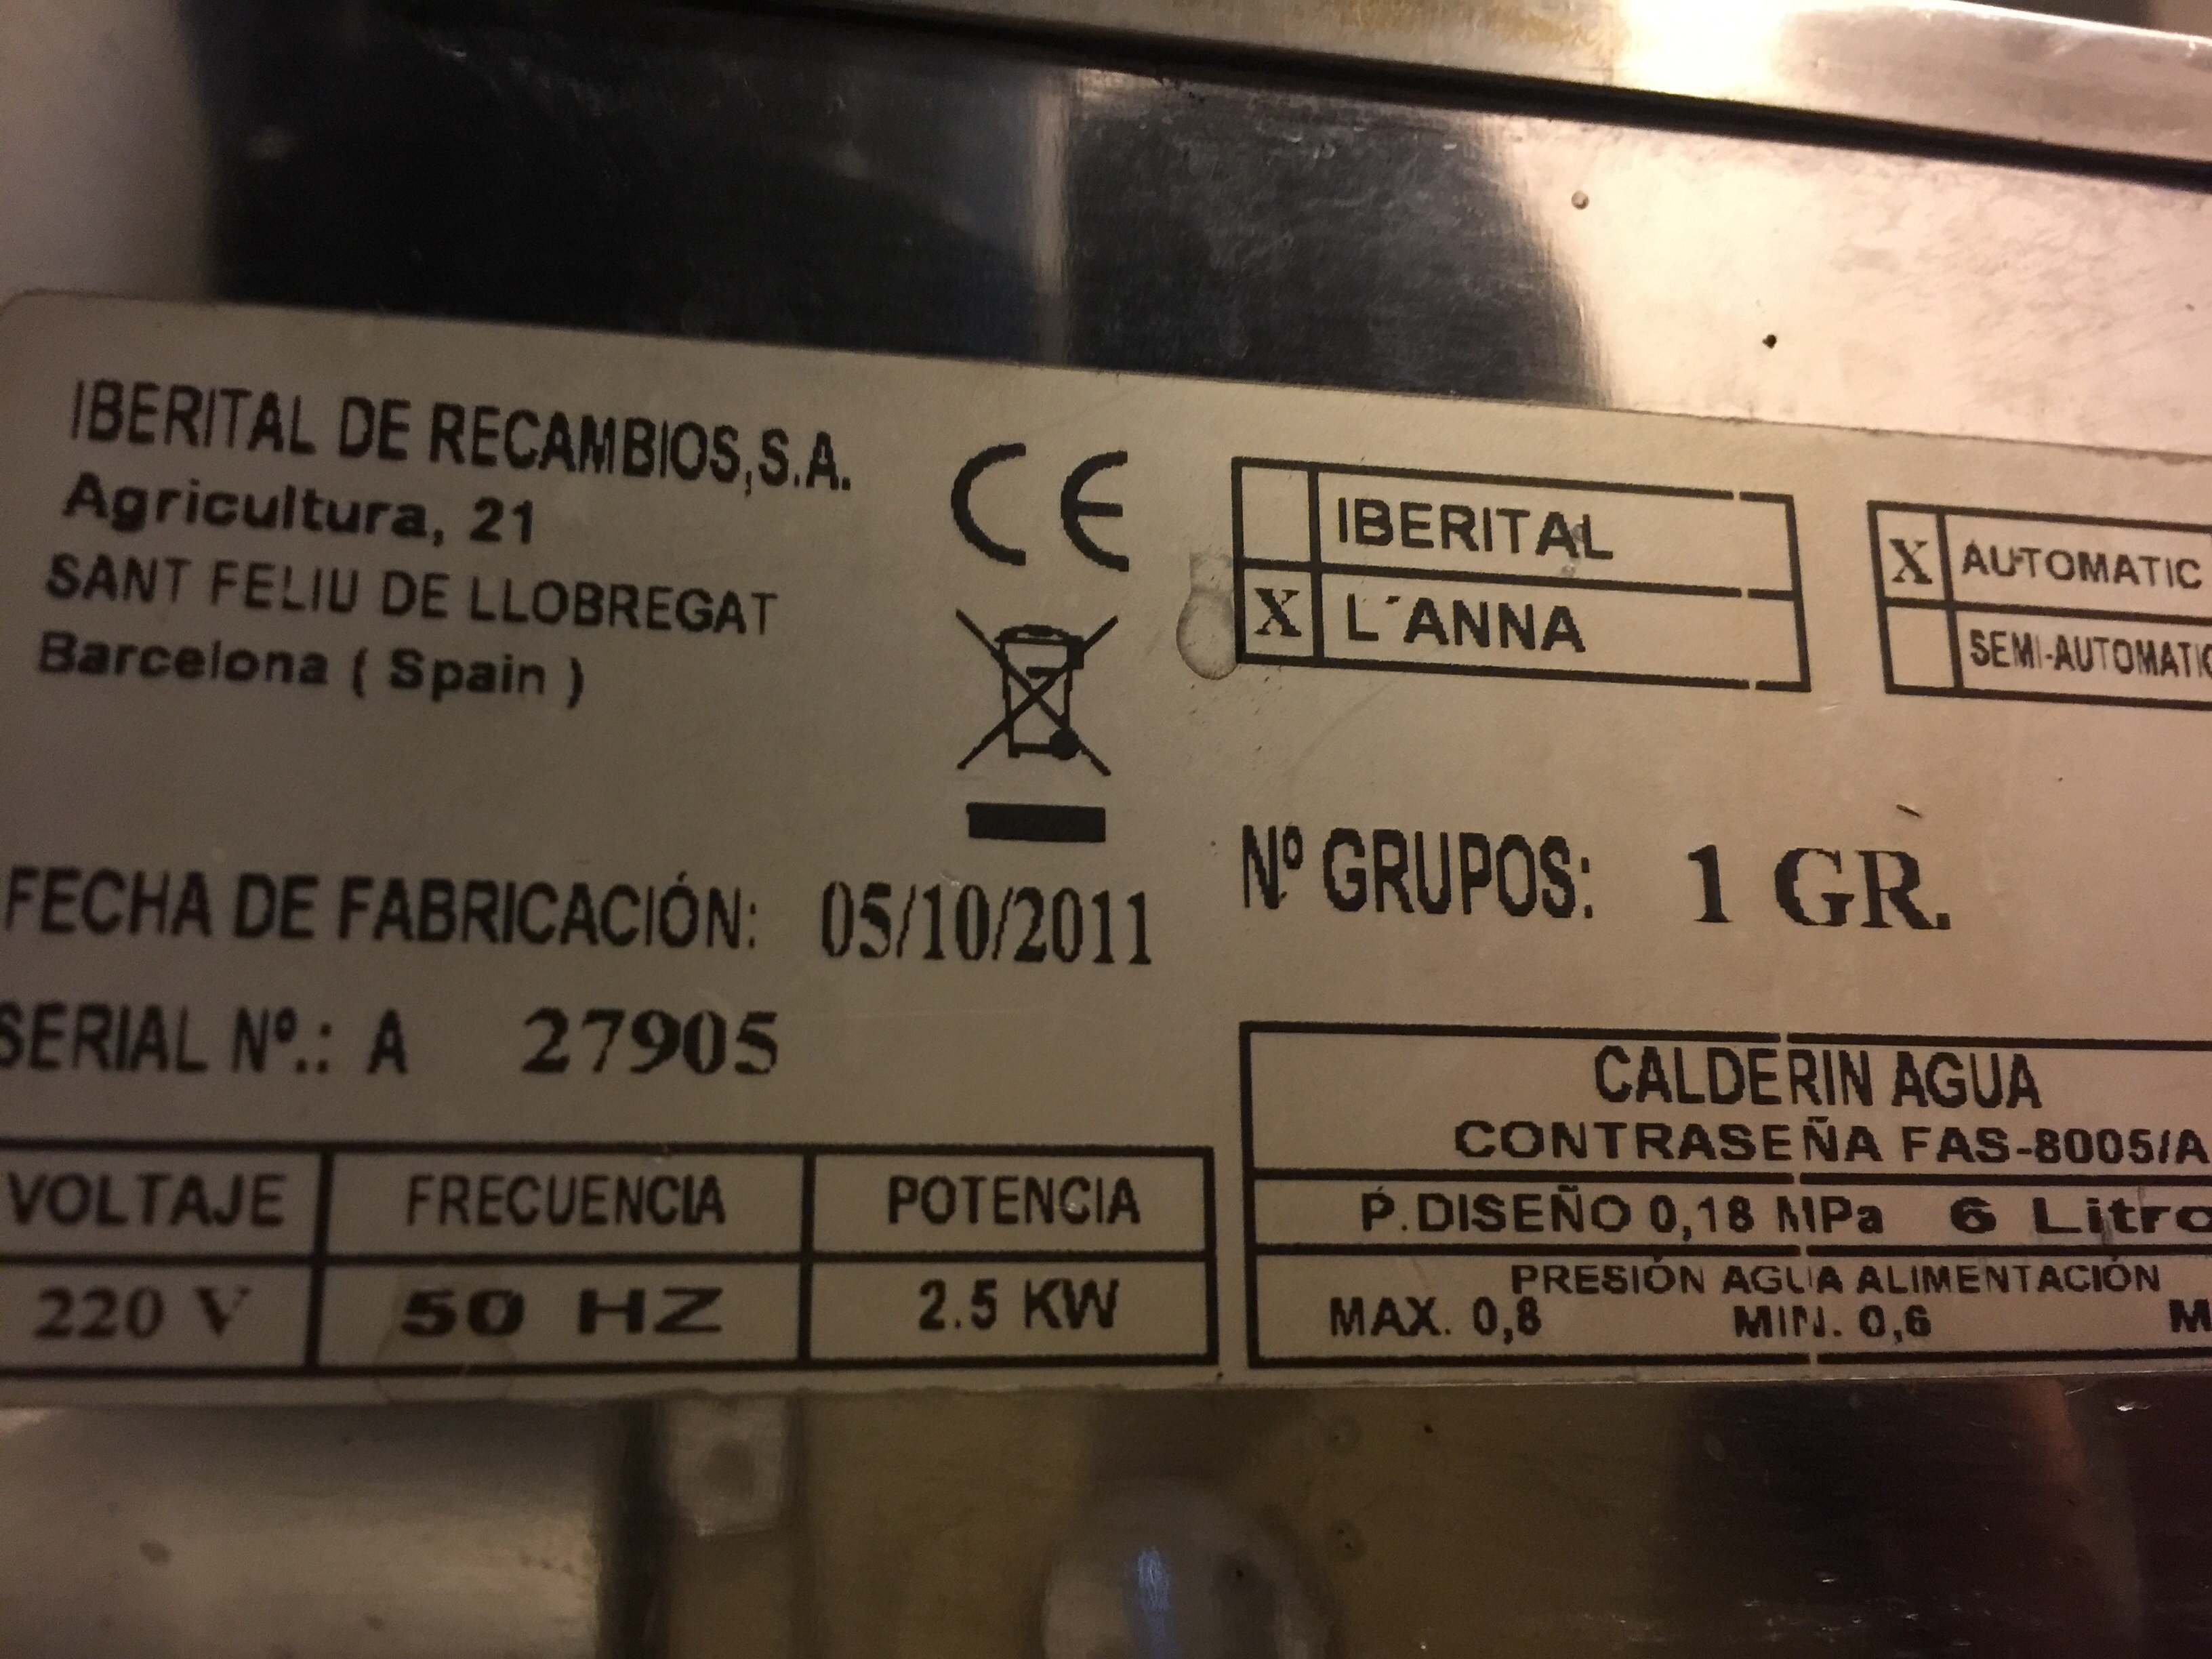 IBERITAL DE RECAMBIOS,S.A.
Agricultura, 21
SANT FELIU DE LLOBREGAT
Barcelona ( Spain )
CE
IBERITAL
X L´ANNA
X AUTOMATIC
SEMI-AUTOMATIC
FECHA DE FABRICACIÓN: 05/10/2011
Nº GRUPOS: 1 GR.
SERIAL Nº.: A 27905
VOLTAJE FRECUENCIA POTENCIA
220 V 50 HZ 2.5 KW
CALDERIN AGUA
CONTRASEÑA FAS-8005/A
P.DISEÑO 0,18 MPa 6 Litro
PRESIÓN AGUA ALIMENTACIÓN
MAX. 0,8 MIN. 0,6 M